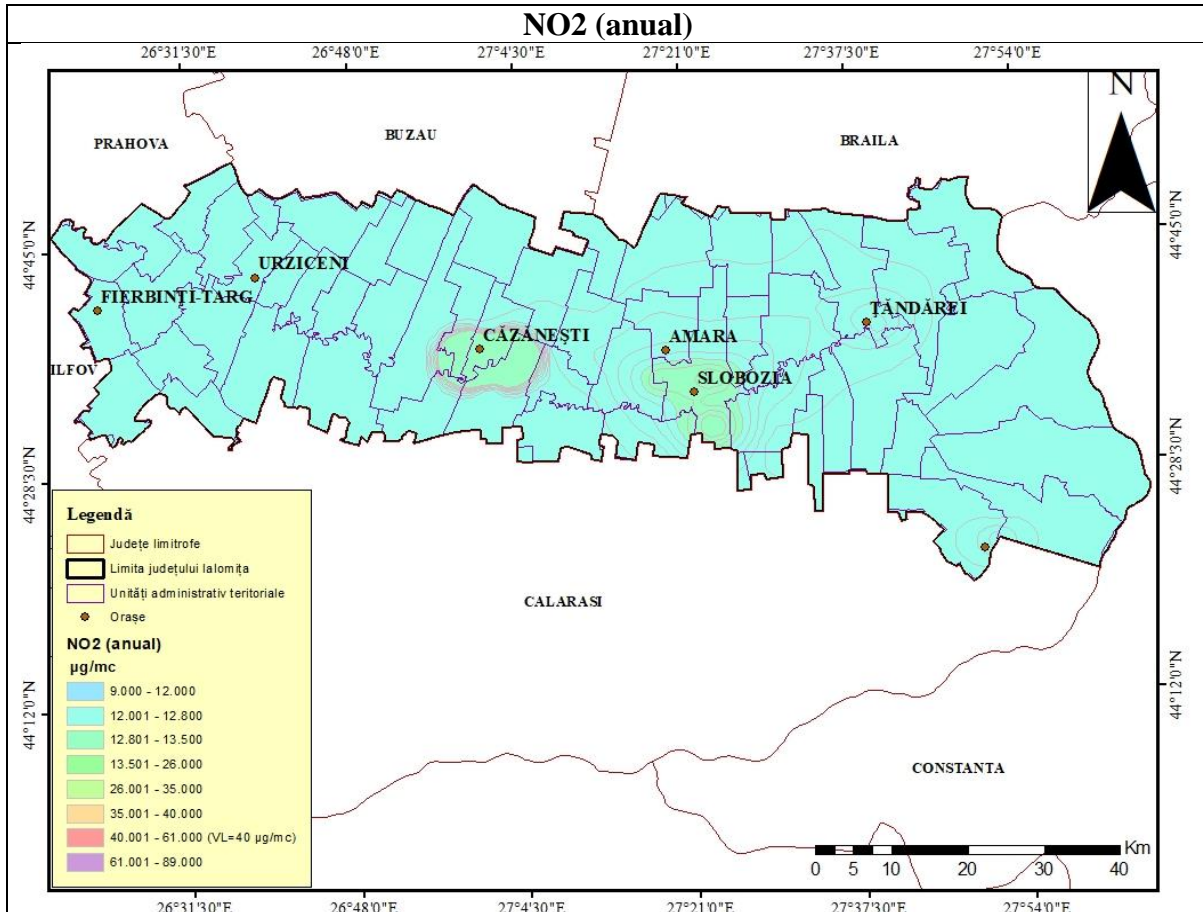 NO2 (anual)
26°31'30"E 26°48'0"E 27°4'30"E 27°21'0"E 27°37'30"E 27°54'0"E
N
PRAHOVA
BUZAU
BRAILA
44°45'0"N
44°45'0"N
URZICENI
FIERBINȚI-TARG
ȚĂNDĂREI
CĂZĂNEȘTI
AMARA
ILFOV
SLOBOZIA
44°28'30"N
44°28'30"N
Legendă
Județe limitrofe
Limita județului Ialomița
Unități administrativ teritoriale
Orașe
NO2 (anual)
µg/mc
9.000 - 12.000
12.001 - 12.800
12.801 - 13.500
13.501 - 26.000
26.001 - 35.000
35.001 - 40.000
40.001 - 61.000 (VL=40 µg/mc)
61.001 - 89.000
CALARASI
44°12'0"N
44°12'0"N
CONSTANTA
Km
0 5 10 20 30 40
26°31'30"E 26°48'0"E 27°4'30"E 27°21'0"E 27°37'30"E 27°54'0"E